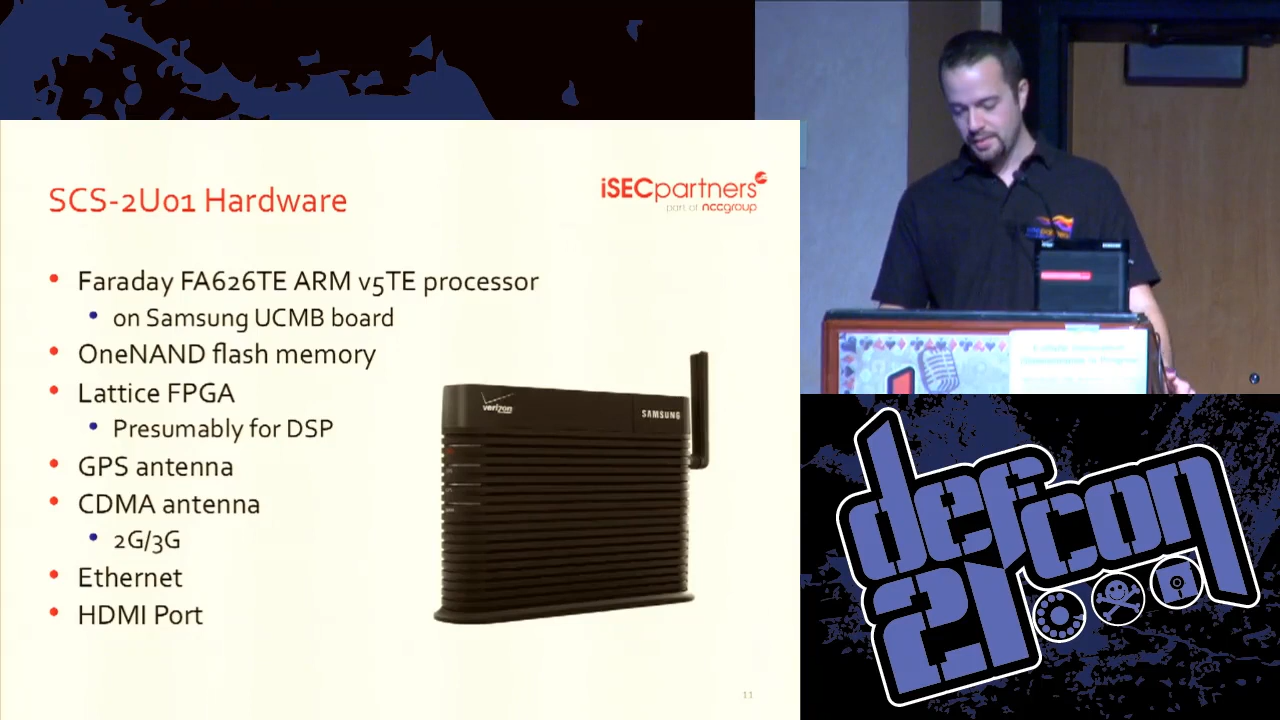 SCS-2U01 Hardware
iSECpartners
part of nccgroup
• Faraday FA626TE ARM v5TE processor
• on Samsung UCMB board
• OneNAND flash memory
• Lattice FPGA
• Presumably for DSP
• GPS antenna
• CDMA antenna
• 2G/3G
• Ethernet
• HDMI Port
verizon
SAMSUNG
11
defcon
21